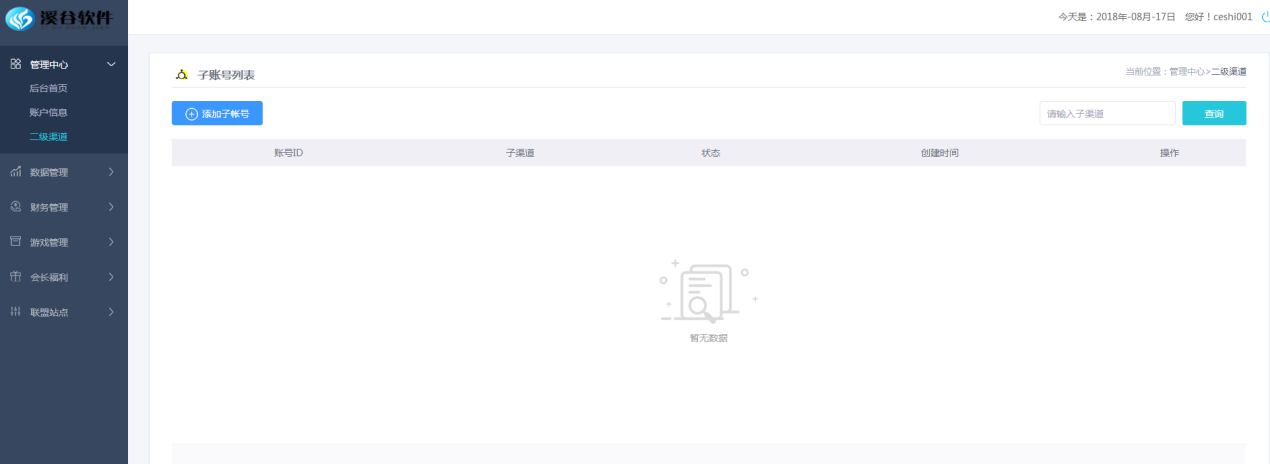 溪谷软件
今天是：2018年-08月-17日 您好！ceshi001
管理中心
后台首页
账户信息
二级渠道
数据管理
财务管理
游戏管理
会长福利
联盟站点
子账号列表
当前位置：管理中心>二级渠道
添加子帐号
请输入子渠道
查询
账号ID 子渠道 状态 创建时间 操作
暂无数据